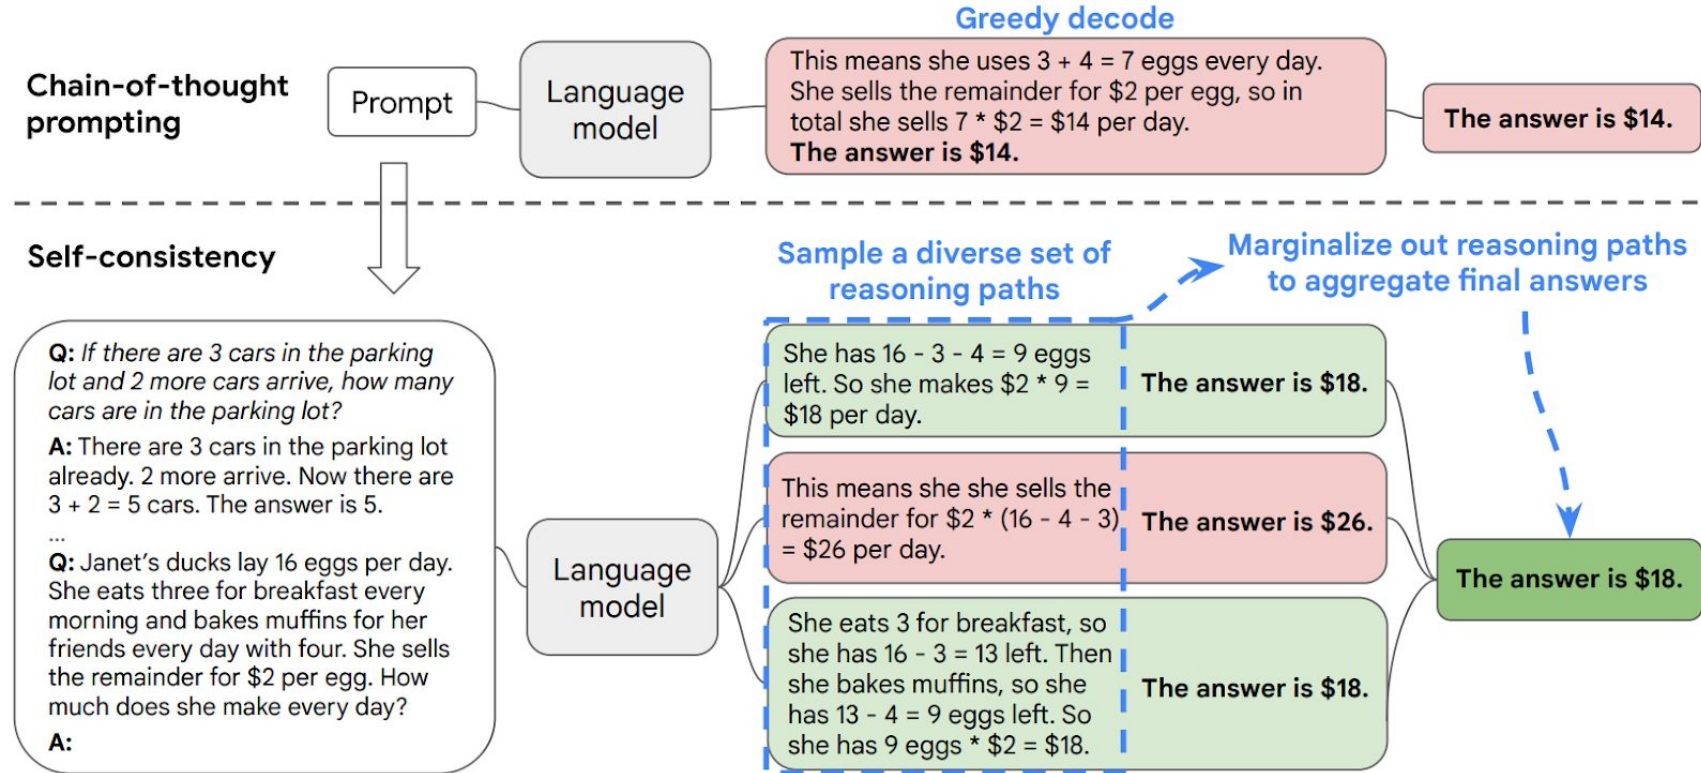 Greedy decode
Chain-of-thought
prompting
Prompt
Language
model
This means she uses 3 + 4 = 7 eggs every day.
She sells the remainder for $2 per egg, so in
total she sells 7 * $2 = $14 per day.
The answer is $14.
The answer is $14.
Self-consistency
Sample a diverse set of
reasoning paths
Marginalize out reasoning paths
to aggregate final answers
Q: If there are 3 cars in the parking
lot and 2 more cars arrive, how many
cars are in the parking lot?
A: There are 3 cars in the parking lot
already. 2 more arrive. Now there are
3 + 2 = 5 cars. The answer is 5.
...
Q: Janet's ducks lay 16 eggs per day.
She eats three for breakfast every
morning and bakes muffins for her
friends every day with four. She sells
the remainder for $2 per egg. How
much does she make every day?
A:
Language
model
She has 16 - 3 - 4 = 9 eggs
left. So she makes $2 * 9 =
$18 per day.
The answer is $18.
This means she she sells the
remainder for $2 * (16 - 4 - 3)
= $26 per day.
The answer is $26.
She eats 3 for breakfast, so
she has 16 - 3 = 13 left. Then
she bakes muffins, so she
has 13 - 4 = 9 eggs left. So
she has 9 eggs * $2 = $18.
The answer is $18.
The answer is $18.